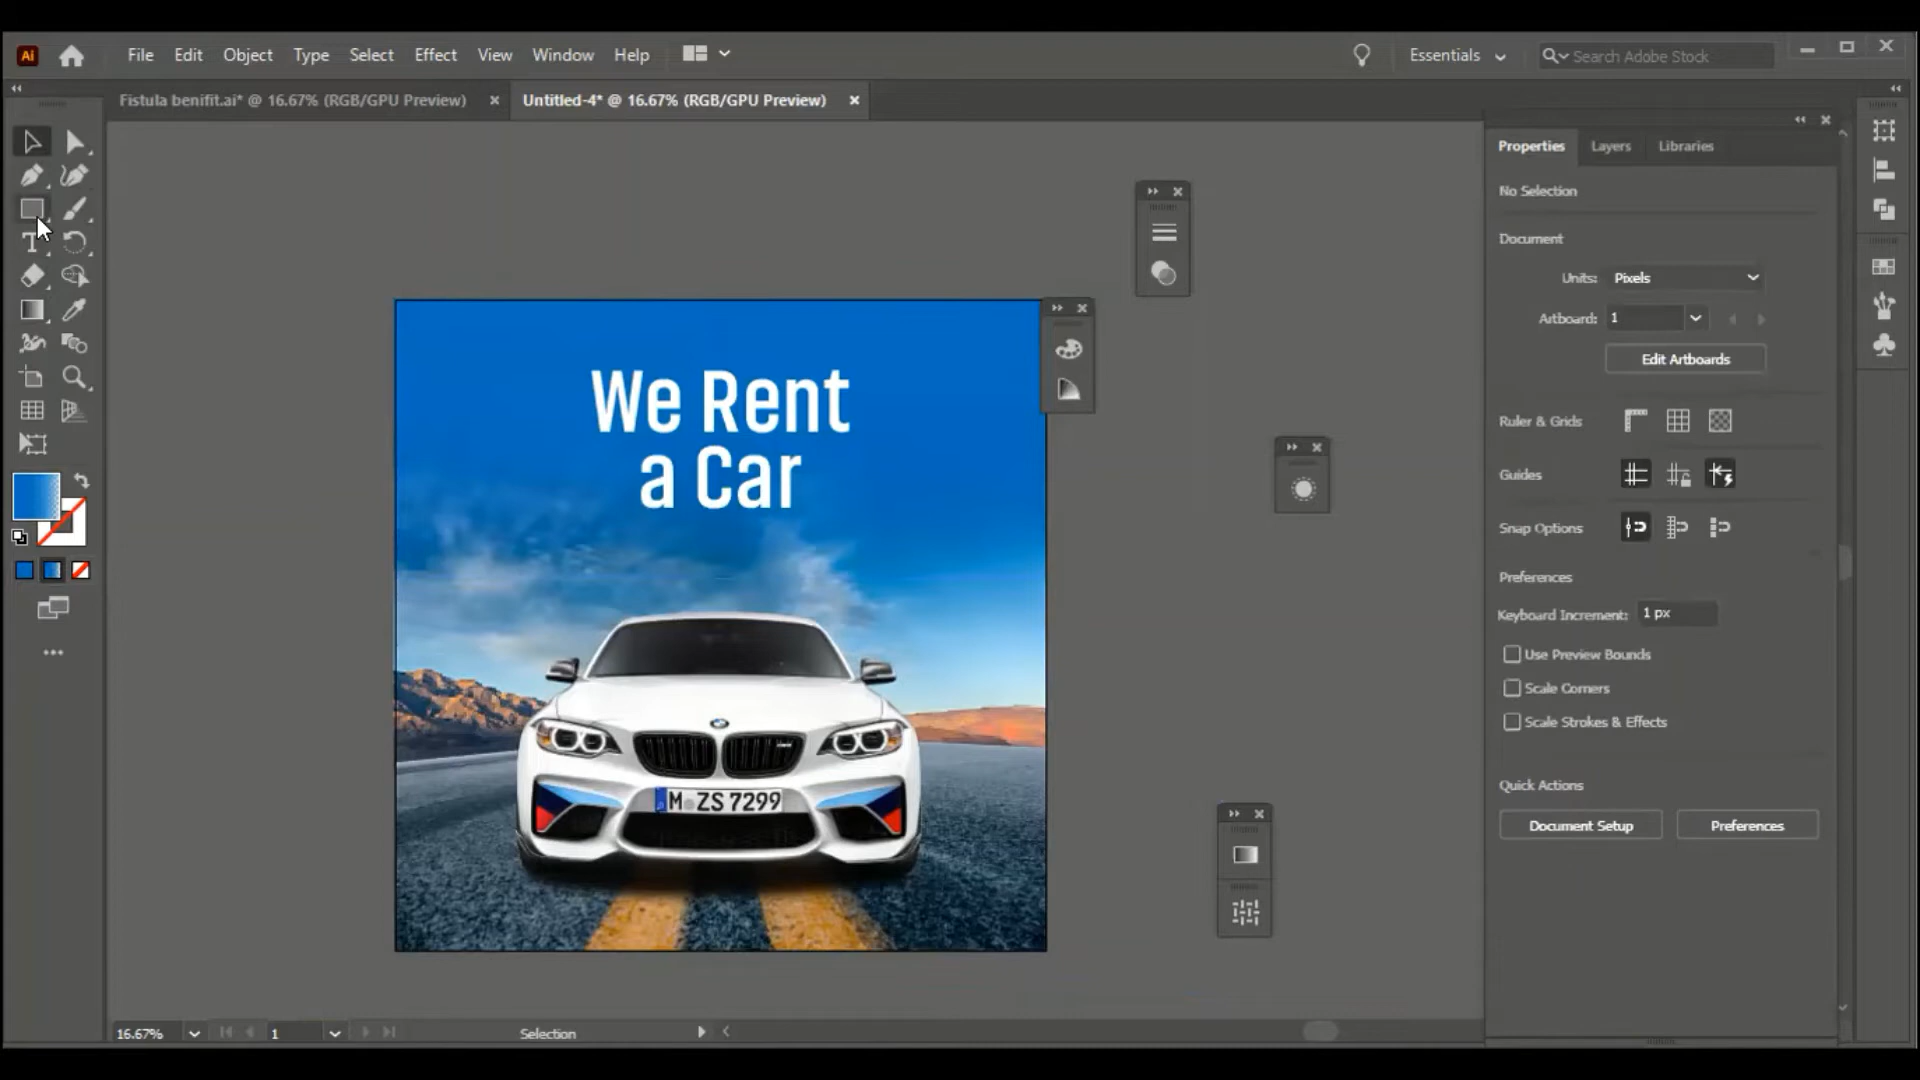 Ai File Edit Object Type Select Effect View Window Help Essentials Search Adobe Stock
Fistula benifit.ai* @ 16.67% (RGB/GPU Preview) Untitled-4* @ 16.67% (RGB/GPU Preview)
Properties Layers Libraries
No Selection
Document
Units: Pixels
Artboard: 1
Edit Artboards
Ruler & Grids
Guides
Snap Options
Preferences
Keyboard Increment: 1 px
Use Preview Bounds
Scale Corners
Scale Strokes & Effects
Quick Actions
Document Setup Preferences
We Rent
a Car
M ZS 7299
16.67% 1 Selection